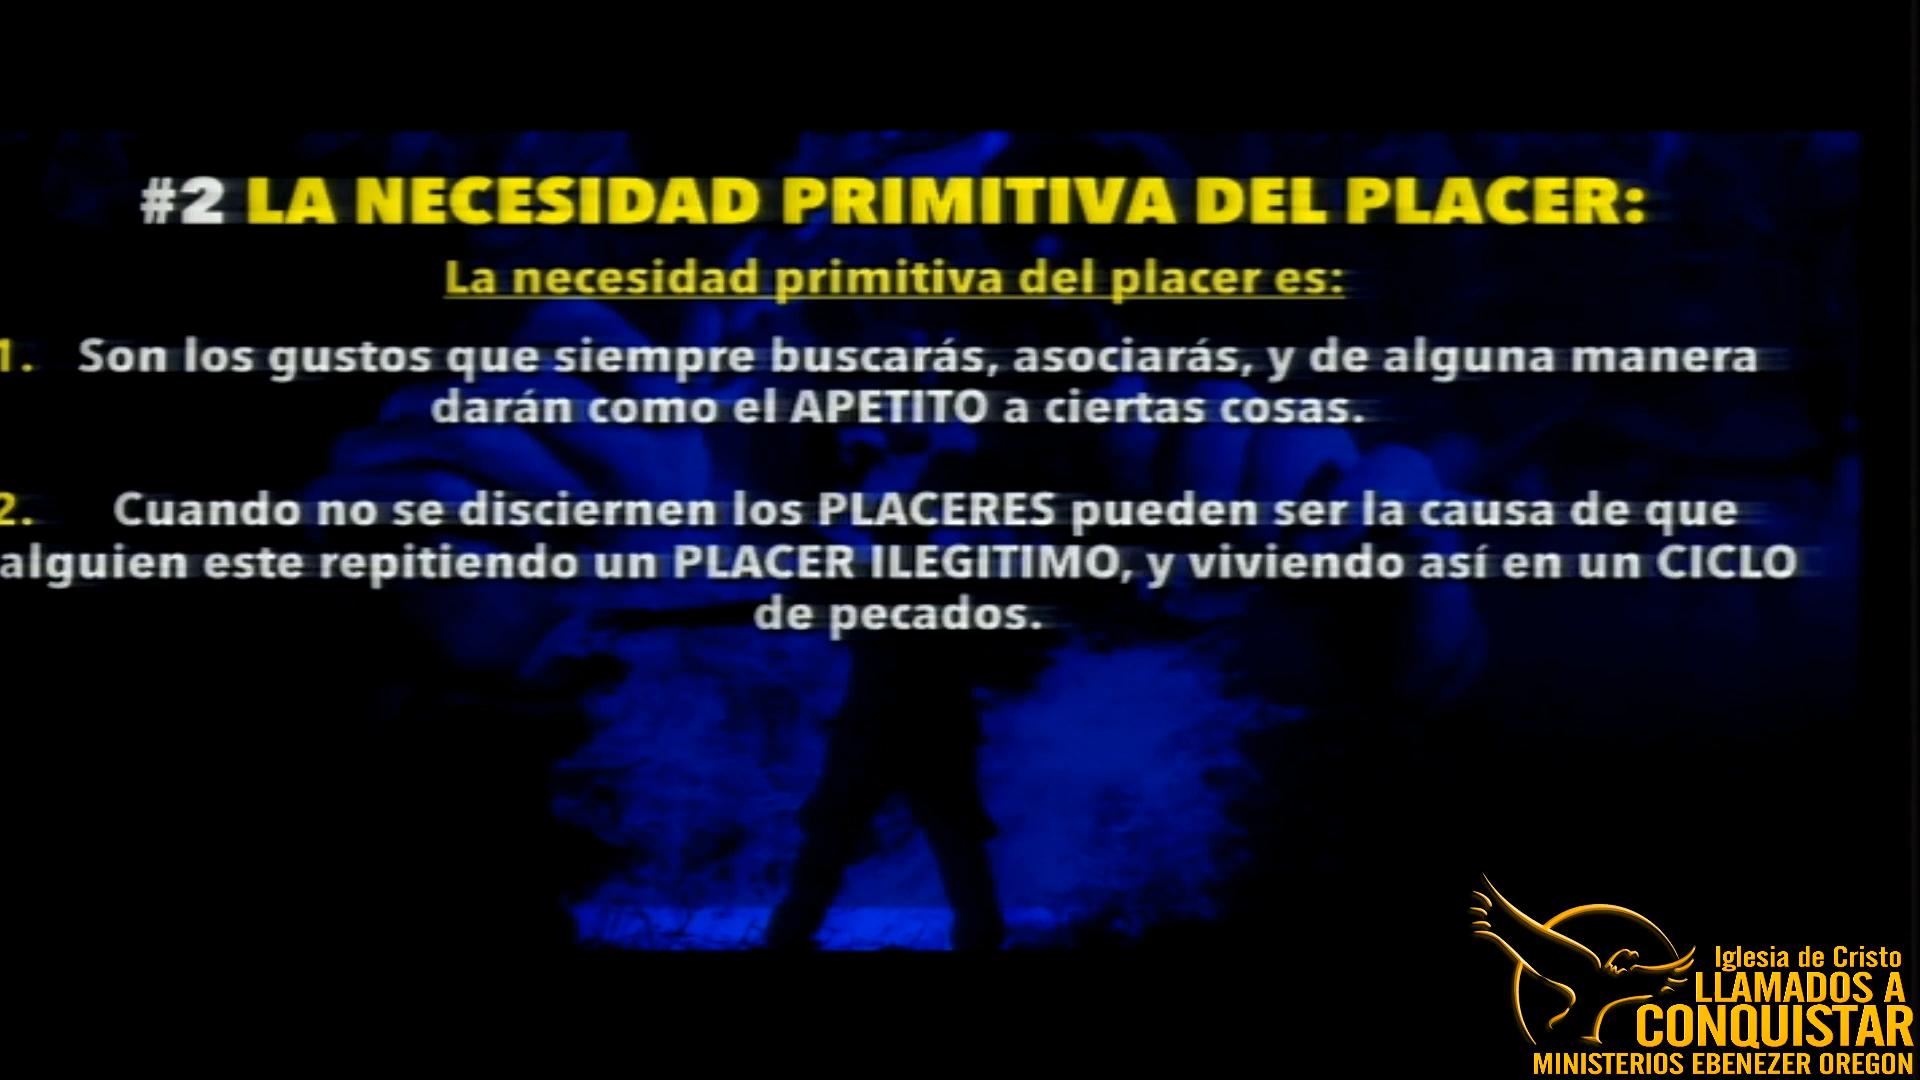 #2 LA NECESIDAD PRIMITIVA DEL PLACER:
La necesidad primitiva del placer es:
1. Son los gustos que siempre buscarás, asociarás, y de alguna manera
darán como el APETITO a ciertas cosas.
2. Cuando no se disciernen los PLACERES pueden ser la causa de que
alguien este repitiendo un PLACER ILEGITIMO, y viviendo así en un CICLO
de pecados.
Iglesia de Cristo
LLAMADOS A
CONQUISTAR
MINISTERIOS EBENEZER OREGON